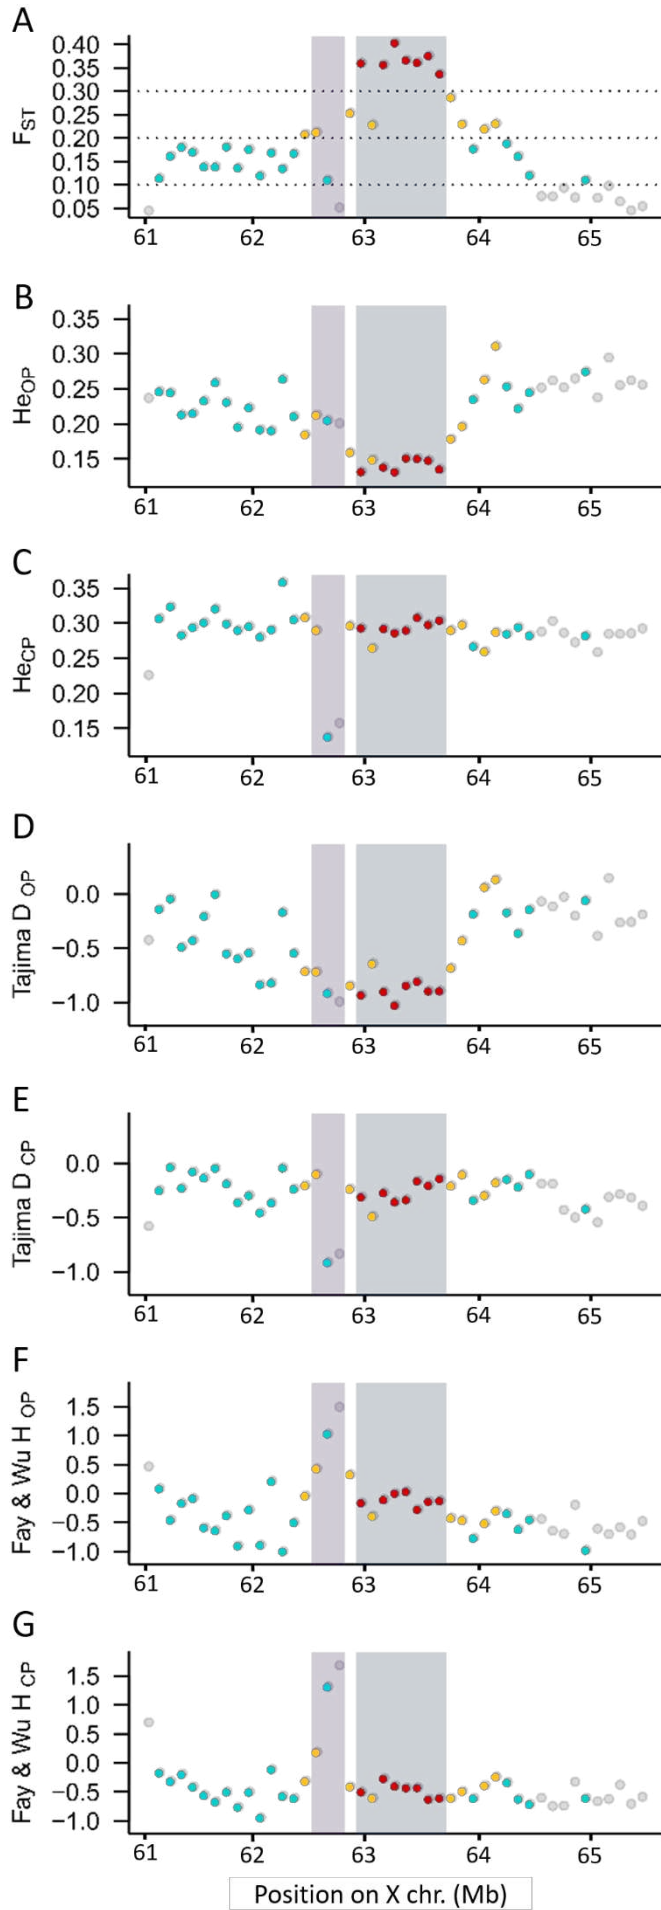 A
F_ST
0.40
0.35
0.30
0.25
0.20
0.15
0.10
0.05
61 62 63 64 65
B
He_OP
0.35
0.30
0.25
0.20
0.15
61 62 63 64 65
C
He_CP
0.35
0.30
0.25
0.20
0.15
61 62 63 64 65
D
Tajima D OP
0.0
−0.5
−1.0
61 62 63 64 65
E
Tajima D CP
0.0
−0.5
−1.0
61 62 63 64 65
F
Fay & Wu H OP
1.5
1.0
0.5
0.0
−0.5
−1.0
61 62 63 64 65
G
Fay & Wu H CP
1.5
1.0
0.5
0.0
−0.5
−1.0
61 62 63 64 65
Position on X chr. (Mb)